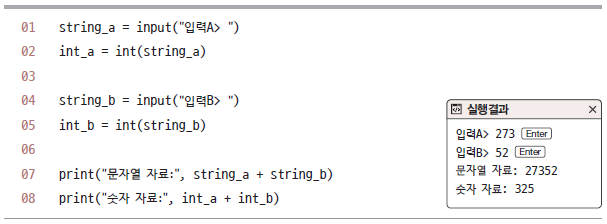 01 string_a = input("입력A> ")
02 int_a = int(string_a)
03
04 string_b = input("입력B> ")
05 int_b = int(string_b)
06
07 print("문자열 자료:", string_a + string_b)
08 print("숫자 자료:", int_a + int_b)
실행결과 ×
입력A> 273 Enter
입력B> 52 Enter
문자열 자료: 27352
숫자 자료: 325